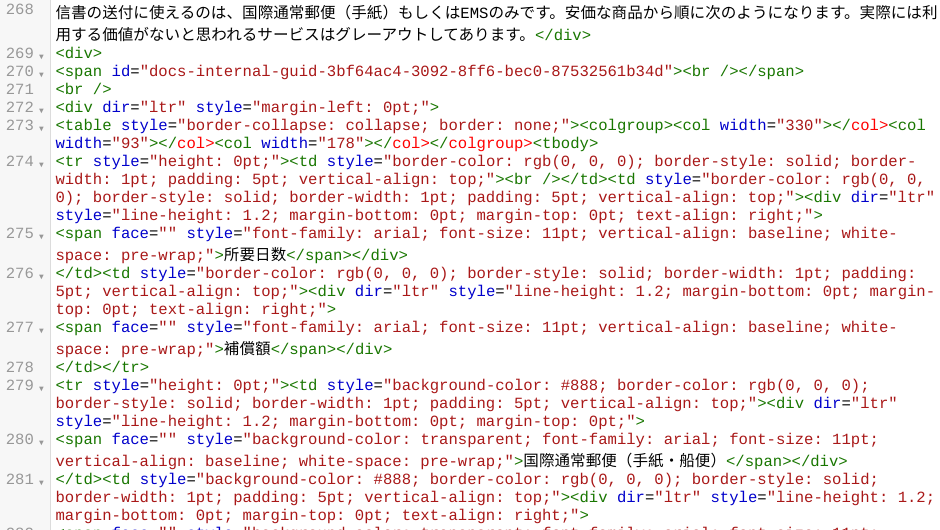 268 信書の送付に使えるのは、国際通常郵便（手紙）もしくはEMSのみです。安価な商品から順に次のようになります。実際には利
用する価値がないと思われるサービスはグレーアウトしてあります。</div>
269 <div>
270 <span id="docs-internal-guid-3bf64ac4-3092-8ff6-bec0-87532561b34d"><br /></span>
271 <br />
272 <div dir="ltr" style="margin-left: 0pt;">
273 <table style="border-collapse: collapse; border: none;"><colgroup><col width="330"></col><col
width="93"></col><col width="178"></col></colgroup><tbody>
274 <tr style="height: 0pt;"><td style="border-color: rgb(0, 0, 0); border-style: solid; border-
width: 1pt; padding: 5pt; vertical-align: top;"><br /></td><td style="border-color: rgb(0, 0,
0); border-style: solid; border-width: 1pt; padding: 5pt; vertical-align: top;"><div dir="ltr"
style="line-height: 1.2; margin-bottom: 0pt; margin-top: 0pt; text-align: right;">
275 <span face="" style="font-family: arial; font-size: 11pt; vertical-align: baseline; white-
space: pre-wrap;">所要日数</span></div>
276 </td><td style="border-color: rgb(0, 0, 0); border-style: solid; border-width: 1pt; padding:
5pt; vertical-align: top;"><div dir="ltr" style="line-height: 1.2; margin-bottom: 0pt; margin-
top: 0pt; text-align: right;">
277 <span face="" style="font-family: arial; font-size: 11pt; vertical-align: baseline; white-
space: pre-wrap;">補償額</span></div>
278 </td></tr>
279 <tr style="height: 0pt;"><td style="background-color: #888; border-color: rgb(0, 0, 0);
border-style: solid; border-width: 1pt; padding: 5pt; vertical-align: top;"><div dir="ltr"
style="line-height: 1.2; margin-bottom: 0pt; margin-top: 0pt;">
280 <span face="" style="background-color: transparent; font-family: arial; font-size: 11pt;
vertical-align: baseline; white-space: pre-wrap;">国際通常郵便（手紙・船便）</span></div>
281 </td><td style="background-color: #888; border-color: rgb(0, 0, 0); border-style: solid;
border-width: 1pt; padding: 5pt; vertical-align: top;"><div dir="ltr" style="line-height: 1.2;
margin-bottom: 0pt; margin-top: 0pt; text-align: right;">